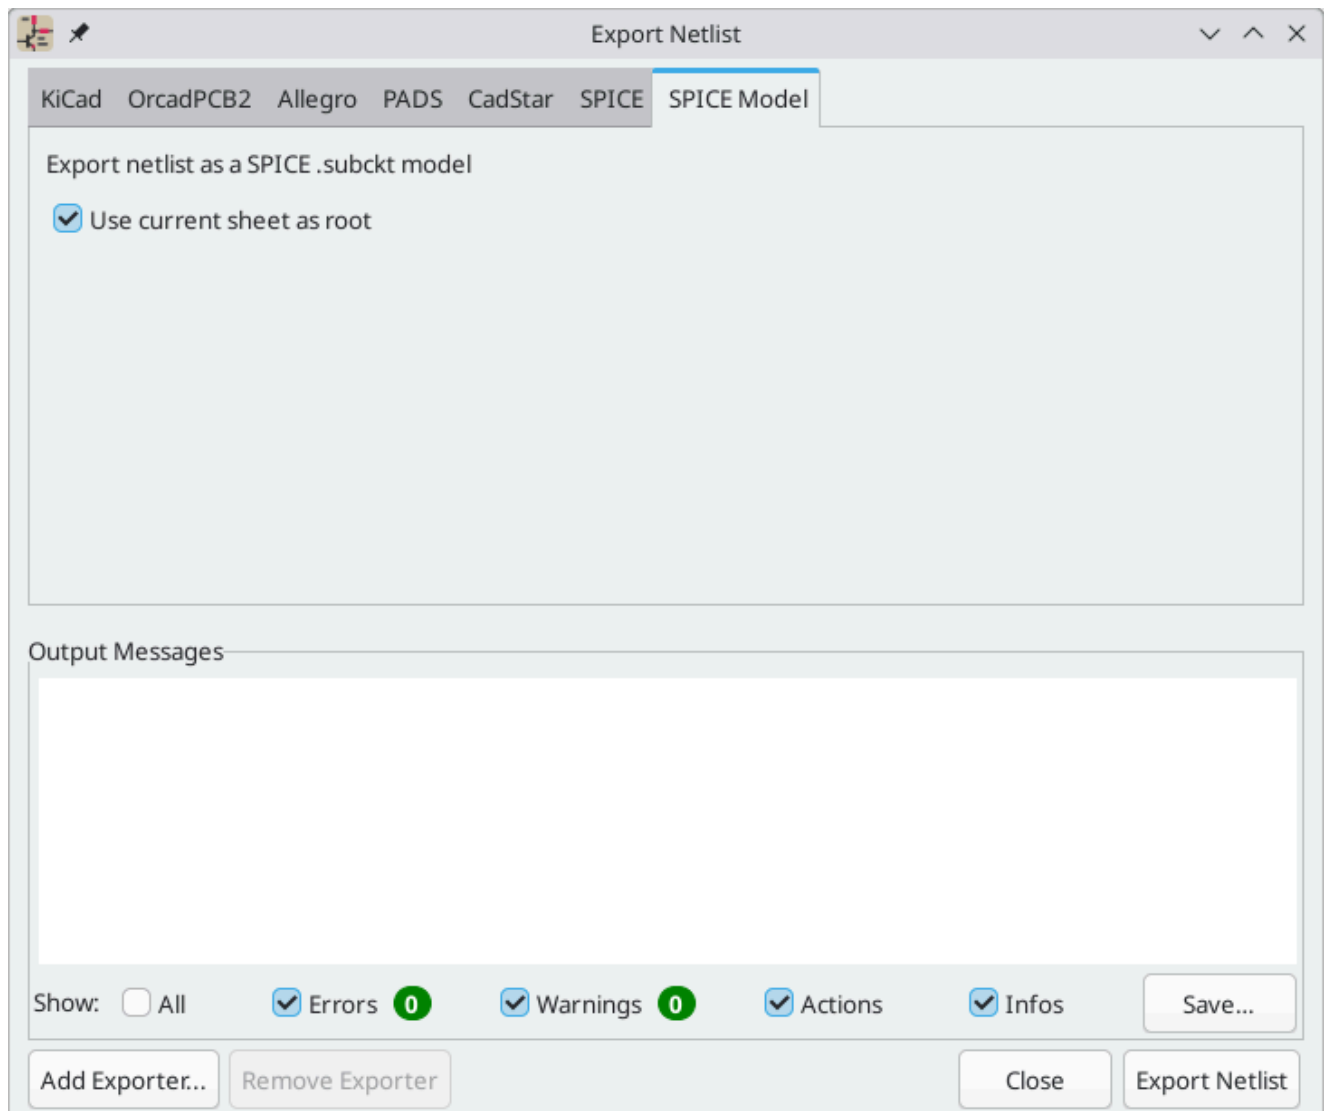 Export Netlist
KiCad OrcadPCB2 Allegro PADS CadStar SPICE SPICE Model
Export netlist as a SPICE .subckt model
Use current sheet as root
Output Messages
Show: All Errors 0 Warnings 0 Actions Infos Save...
Add Exporter... Remove Exporter Close Export Netlist